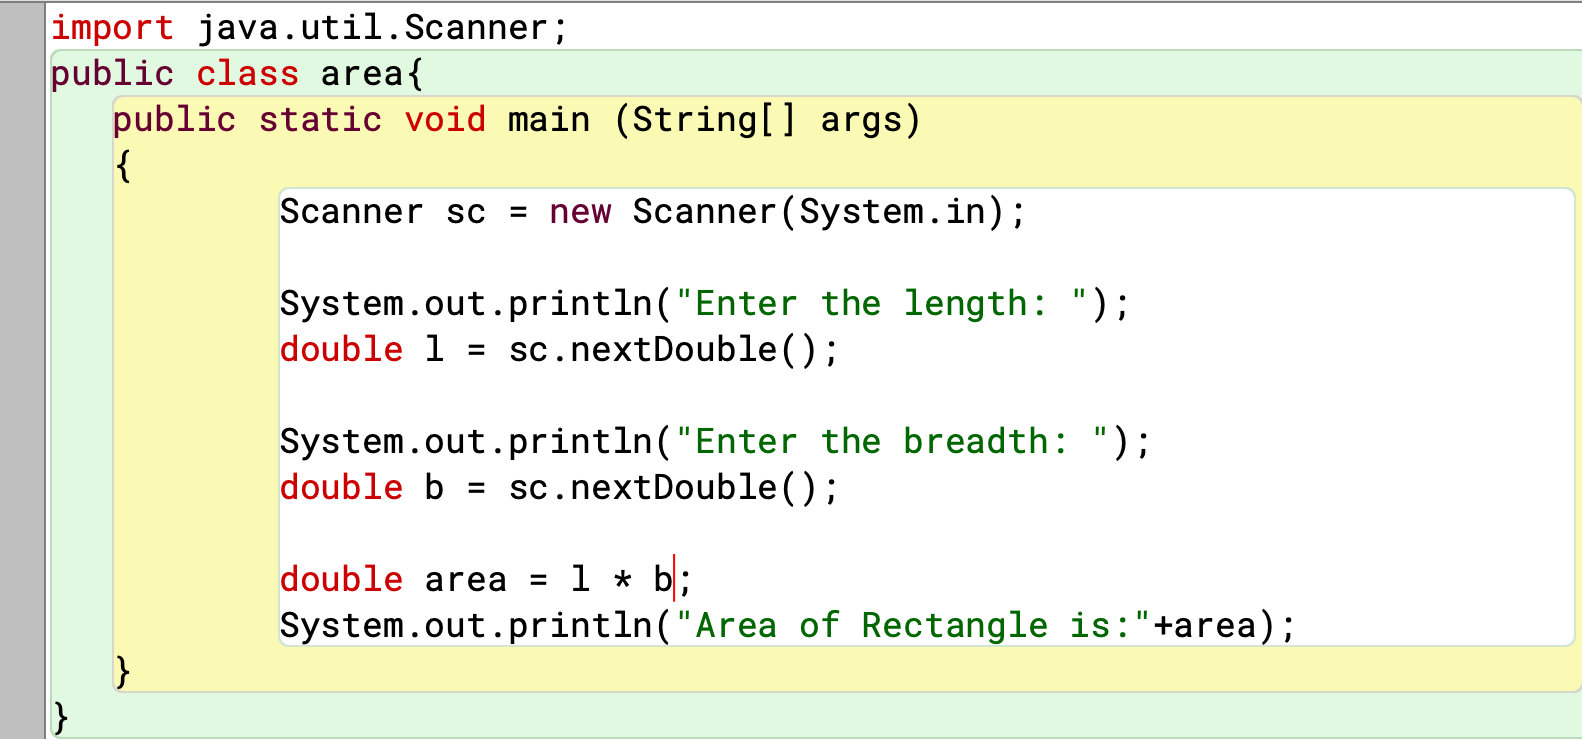 import java.util.Scanner;
public class area{
public static void main (String[] args)
{
Scanner sc = new Scanner(System.in);
System.out.println("Enter the length: ");
double l = sc.nextDouble();
System.out.println("Enter the breadth: ");
double b = sc.nextDouble();
double area = l * b;
System.out.println("Area of Rectangle is:"+area);
}
}